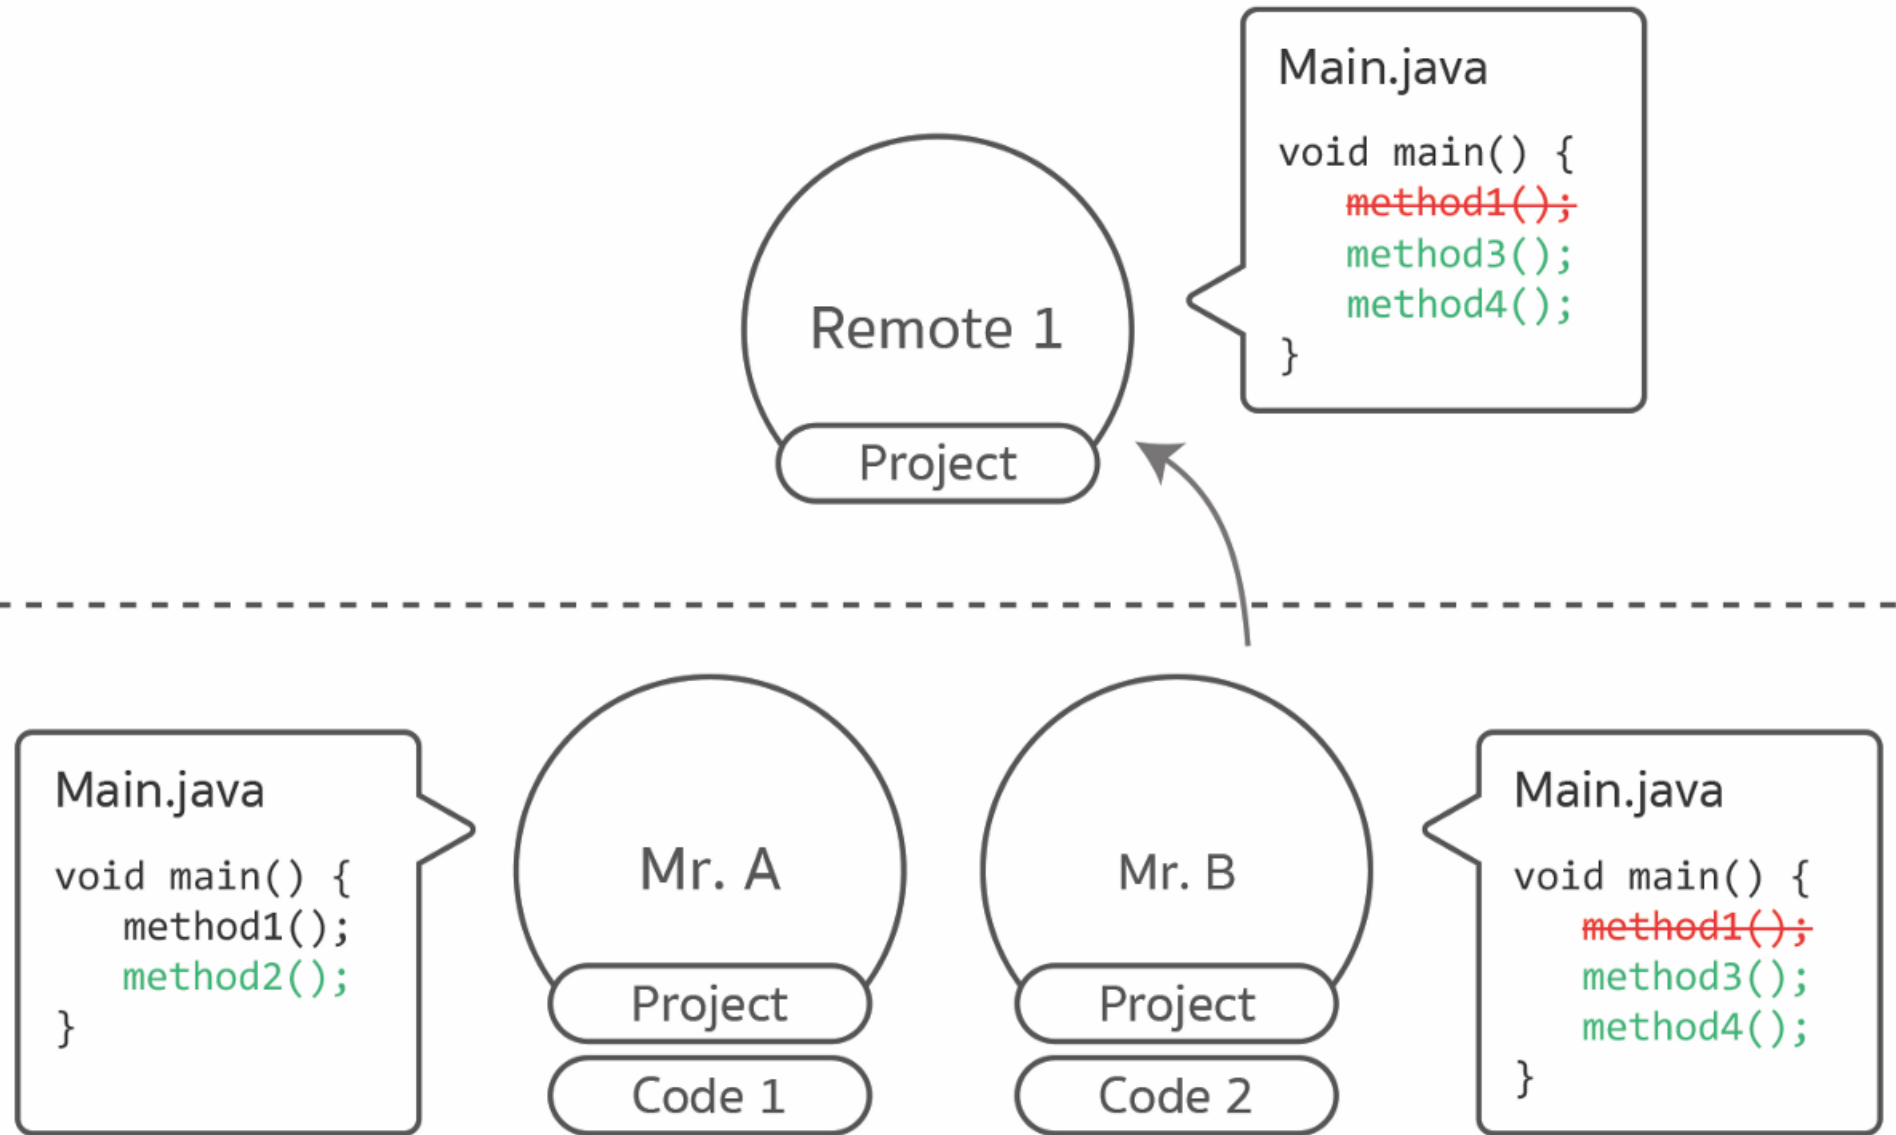 Main.java
void main() {
method1();
method3();
method4();
}
Remote 1
Project
Main.java
void main() {
method1();
method2();
}
Mr. A
Project
Code 1
Mr. B
Project
Code 2
Main.java
void main() {
method1();
method3();
method4();
}